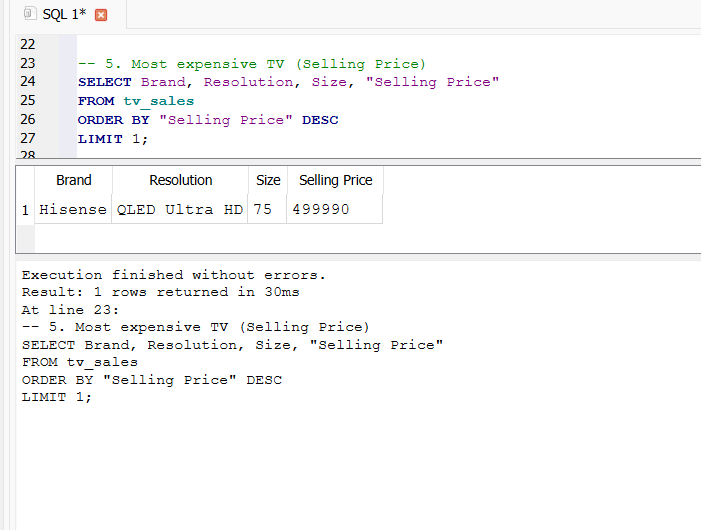 SQL 1*
22
23 -- 5. Most expensive TV (Selling Price)
24 SELECT Brand, Resolution, Size, "Selling Price"
25 FROM tv_sales
26 ORDER BY "Selling Price" DESC
27 LIMIT 1;
28
Brand Resolution Size Selling Price
1 Hisense QLED Ultra HD 75 499990
Execution finished without errors.
Result: 1 rows returned in 30ms
At line 23:
-- 5. Most expensive TV (Selling Price)
SELECT Brand, Resolution, Size, "Selling Price"
FROM tv_sales
ORDER BY "Selling Price" DESC
LIMIT 1;